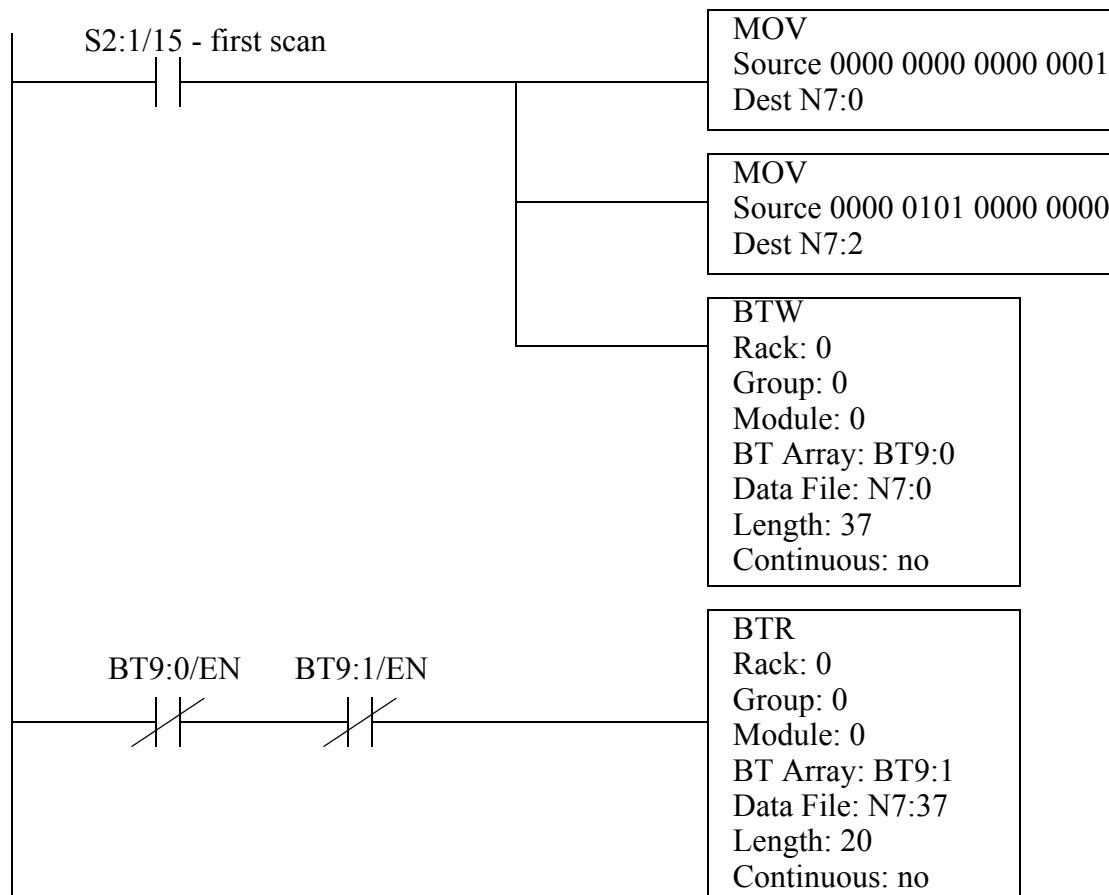 S2:1/15 - first scan
MOV
Source 0000 0000 0000 0001
Dest N7:0
MOV
Source 0000 0101 0000 0000
Dest N7:2
BTW
Rack: 0
Group: 0
Module: 0
BT Array: BT9:0
Data File: N7:0
Length: 37
Continuous: no
BT9:0/EN
BT9:1/EN
BTR
Rack: 0
Group: 0
Module: 0
BT Array: BT9:1
Data File: N7:37
Length: 20
Continuous: no